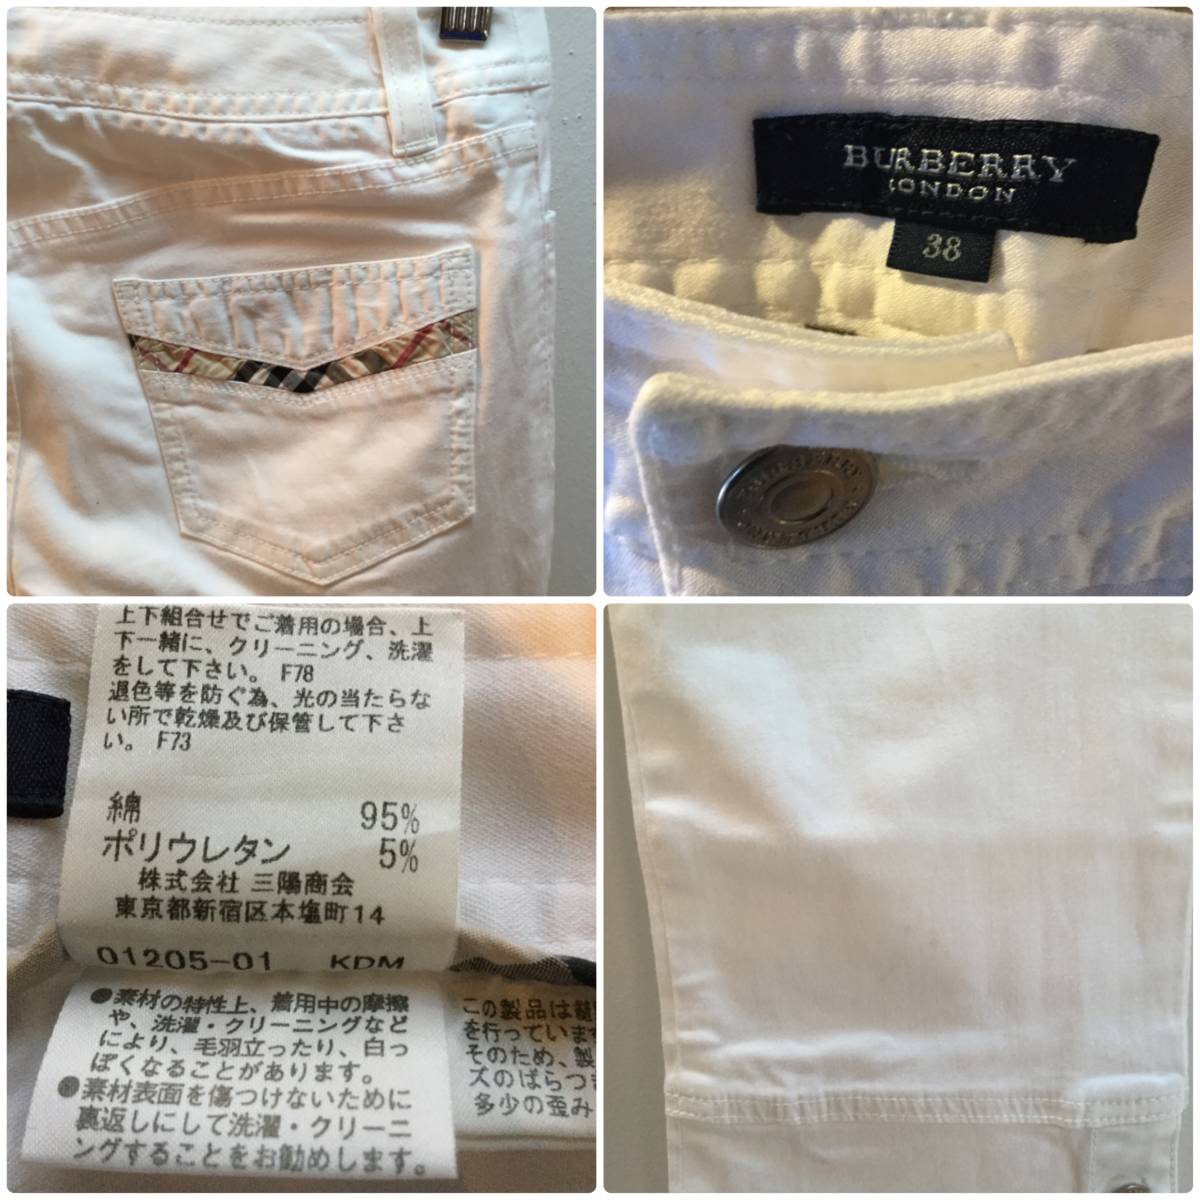 BURBERRY
LONDON
38
上下組合せでご着用の場合、上
下一緒に、クリーニング、洗濯
をして下さい。 F78
退色等を防ぐ為、光の当たらな
い所で乾燥及び保管して下さ
い。 F73
綿 95%
ポリウレタン 5%
株式会社 三陽商会
東京都新宿区本塩町14
01205-01 KDM
●素材の特性上、着用中の摩擦
や、洗濯・クリーニングなど
により、毛羽立ったり、白っ
ぽくなることがあります。
●素材表面を傷つけないために
裏返しにして洗濯・クリーニ
ングすることをお勧めします。
この製品は
を行っていま
そのため、製
ズのばらつ
多少の歪み